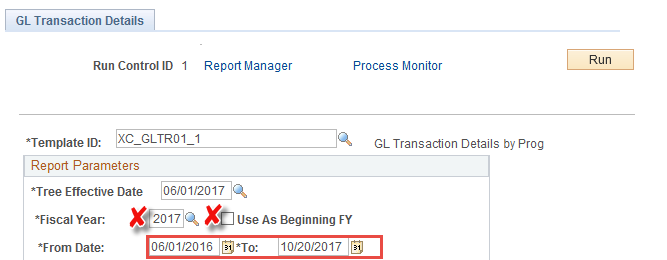 GL Transaction Details
Run Control ID 1 Report Manager Process Monitor Run
*Template ID: XC_GLTR01_1 GL Transaction Details by Prog
Report Parameters
*Tree Effective Date 06/01/2017
*Fiscal Year: 2017 Use As Beginning FY
*From Date: 06/01/2016 31 *To: 10/20/2017 31